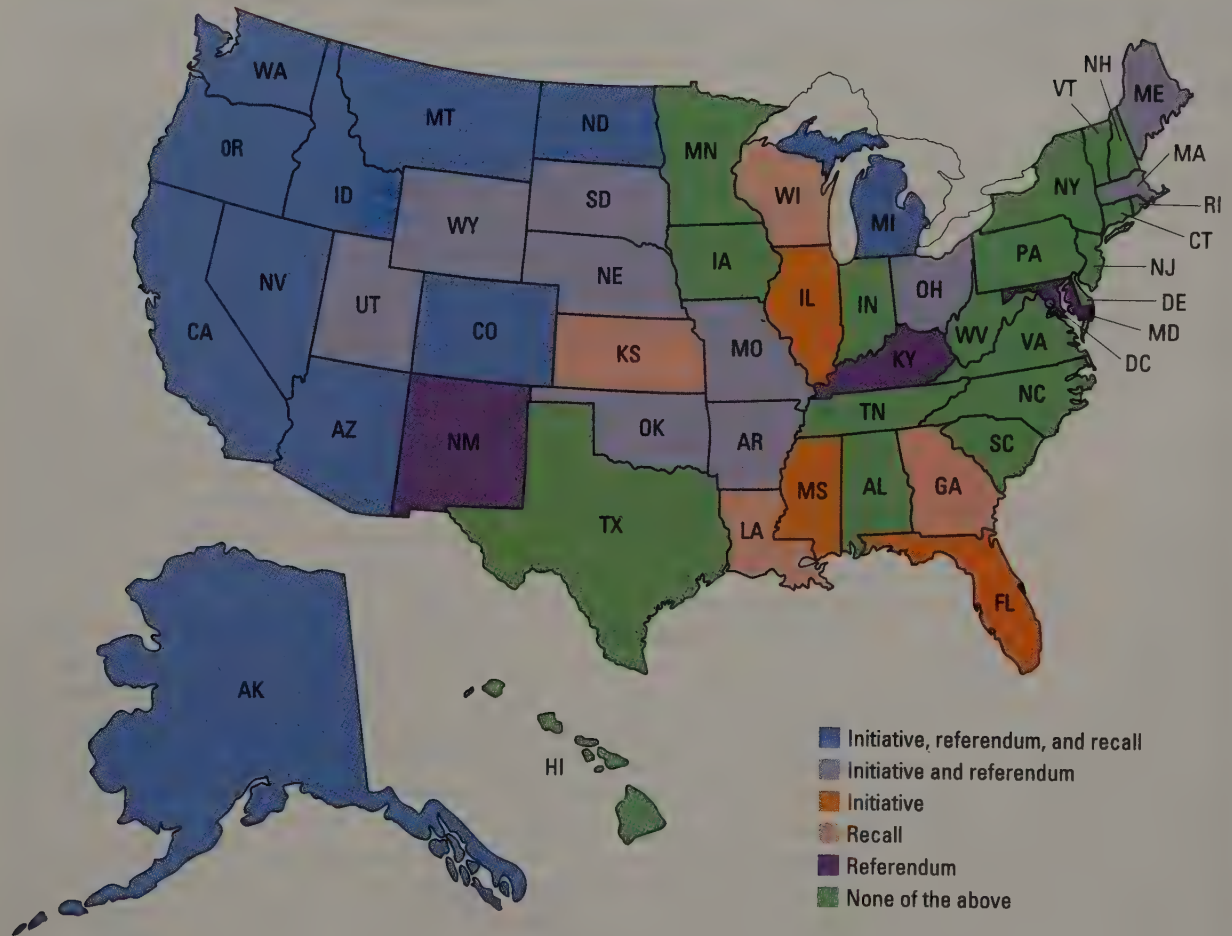 WA
MT
ND
MN
VT
NH
ME
OR
ID
WY
SD
WI
MI
NY
MA
RI
CT
NV
UT
NE
IA
PA
NJ
CA
CO
IL
IN
OH
DE
MD
DC
KS
MO
KY
WV
VA
AZ
NM
OK
AR
TN
NC
SC
TX
LA
MS
AL
GA
FL
AK
HI
Initiative, referendum, and recall
Initiative and referendum
Initiative
Recall
Referendum
None of the above